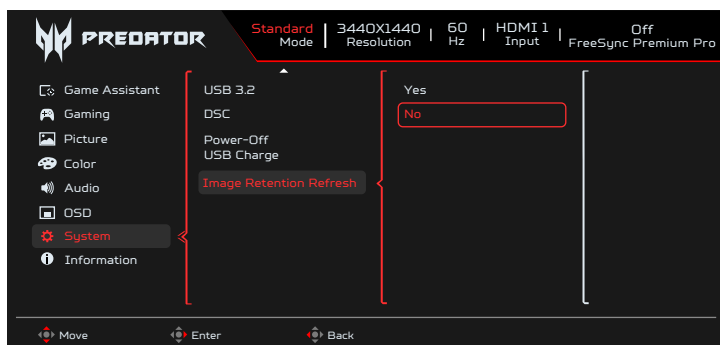 PREDATOR
Standard Mode
3440X1440 Resolution
60 Hz
HDMI 1 Input
Off FreeSync Premium Pro
Game Assistant
Gaming
Picture
Color
Audio
OSD
System
Information
USB 3.2
DSC
Power-Off
USB Charge
Image Retention Refresh
Yes
No
Move
Enter
Back